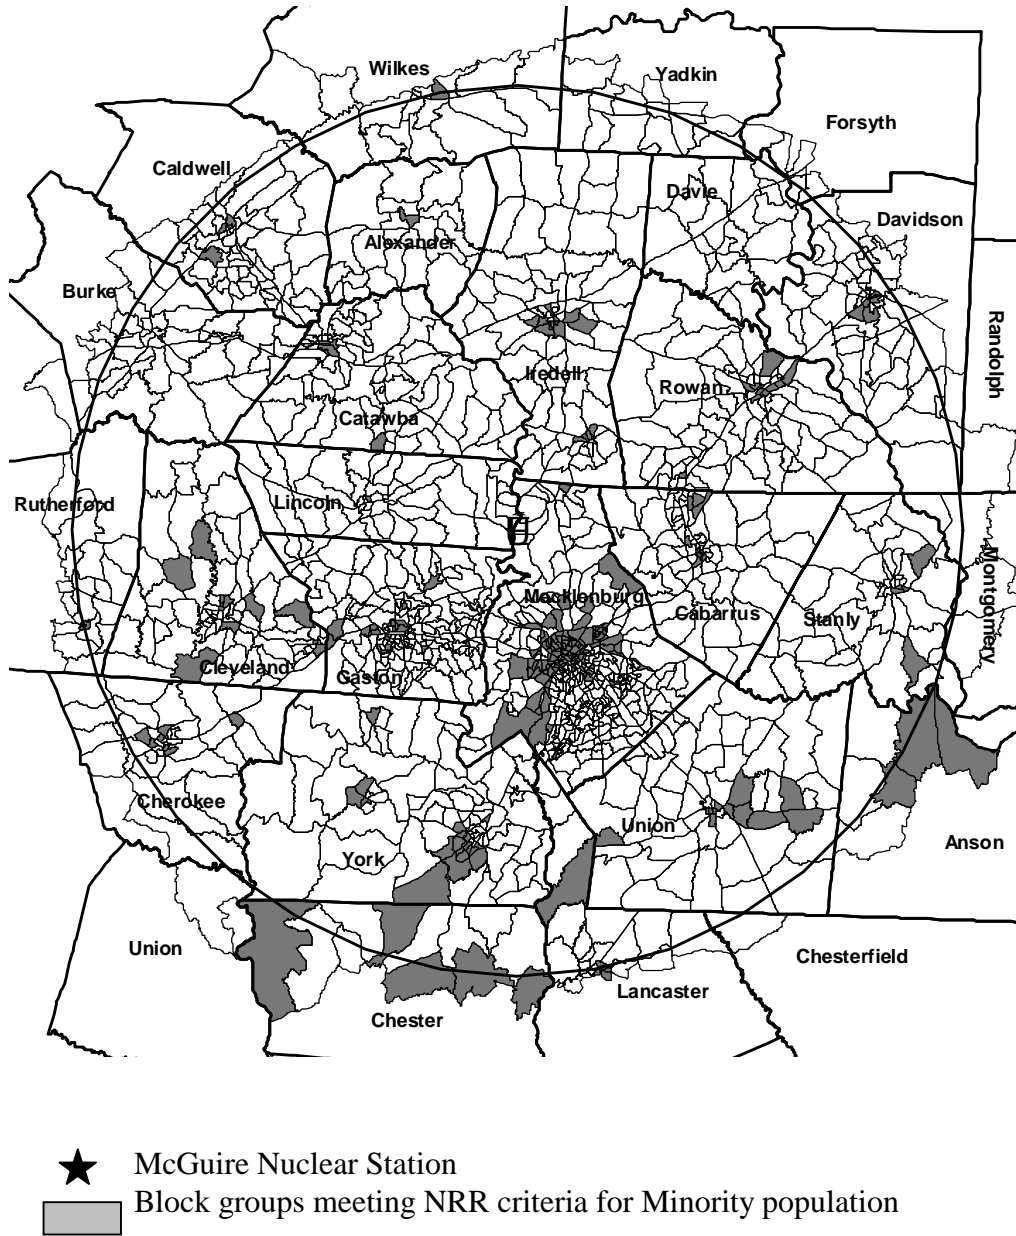 Wilkes
Yadkin
Forsyth
Caldwell
Davie
Davidson
Alexander
Burke
Randolph
Iredell
Rowan
Catawba
Rutherford
Lincoln
Montgomery
Mecklenburg
Cabarrus
Stanly
Cleveland
Gaston
Cherokee
Union
York
Anson
Union
Chesterfield
Lancaster
Chester
McGuire Nuclear Station
Block groups meeting NRR criteria for Minority population